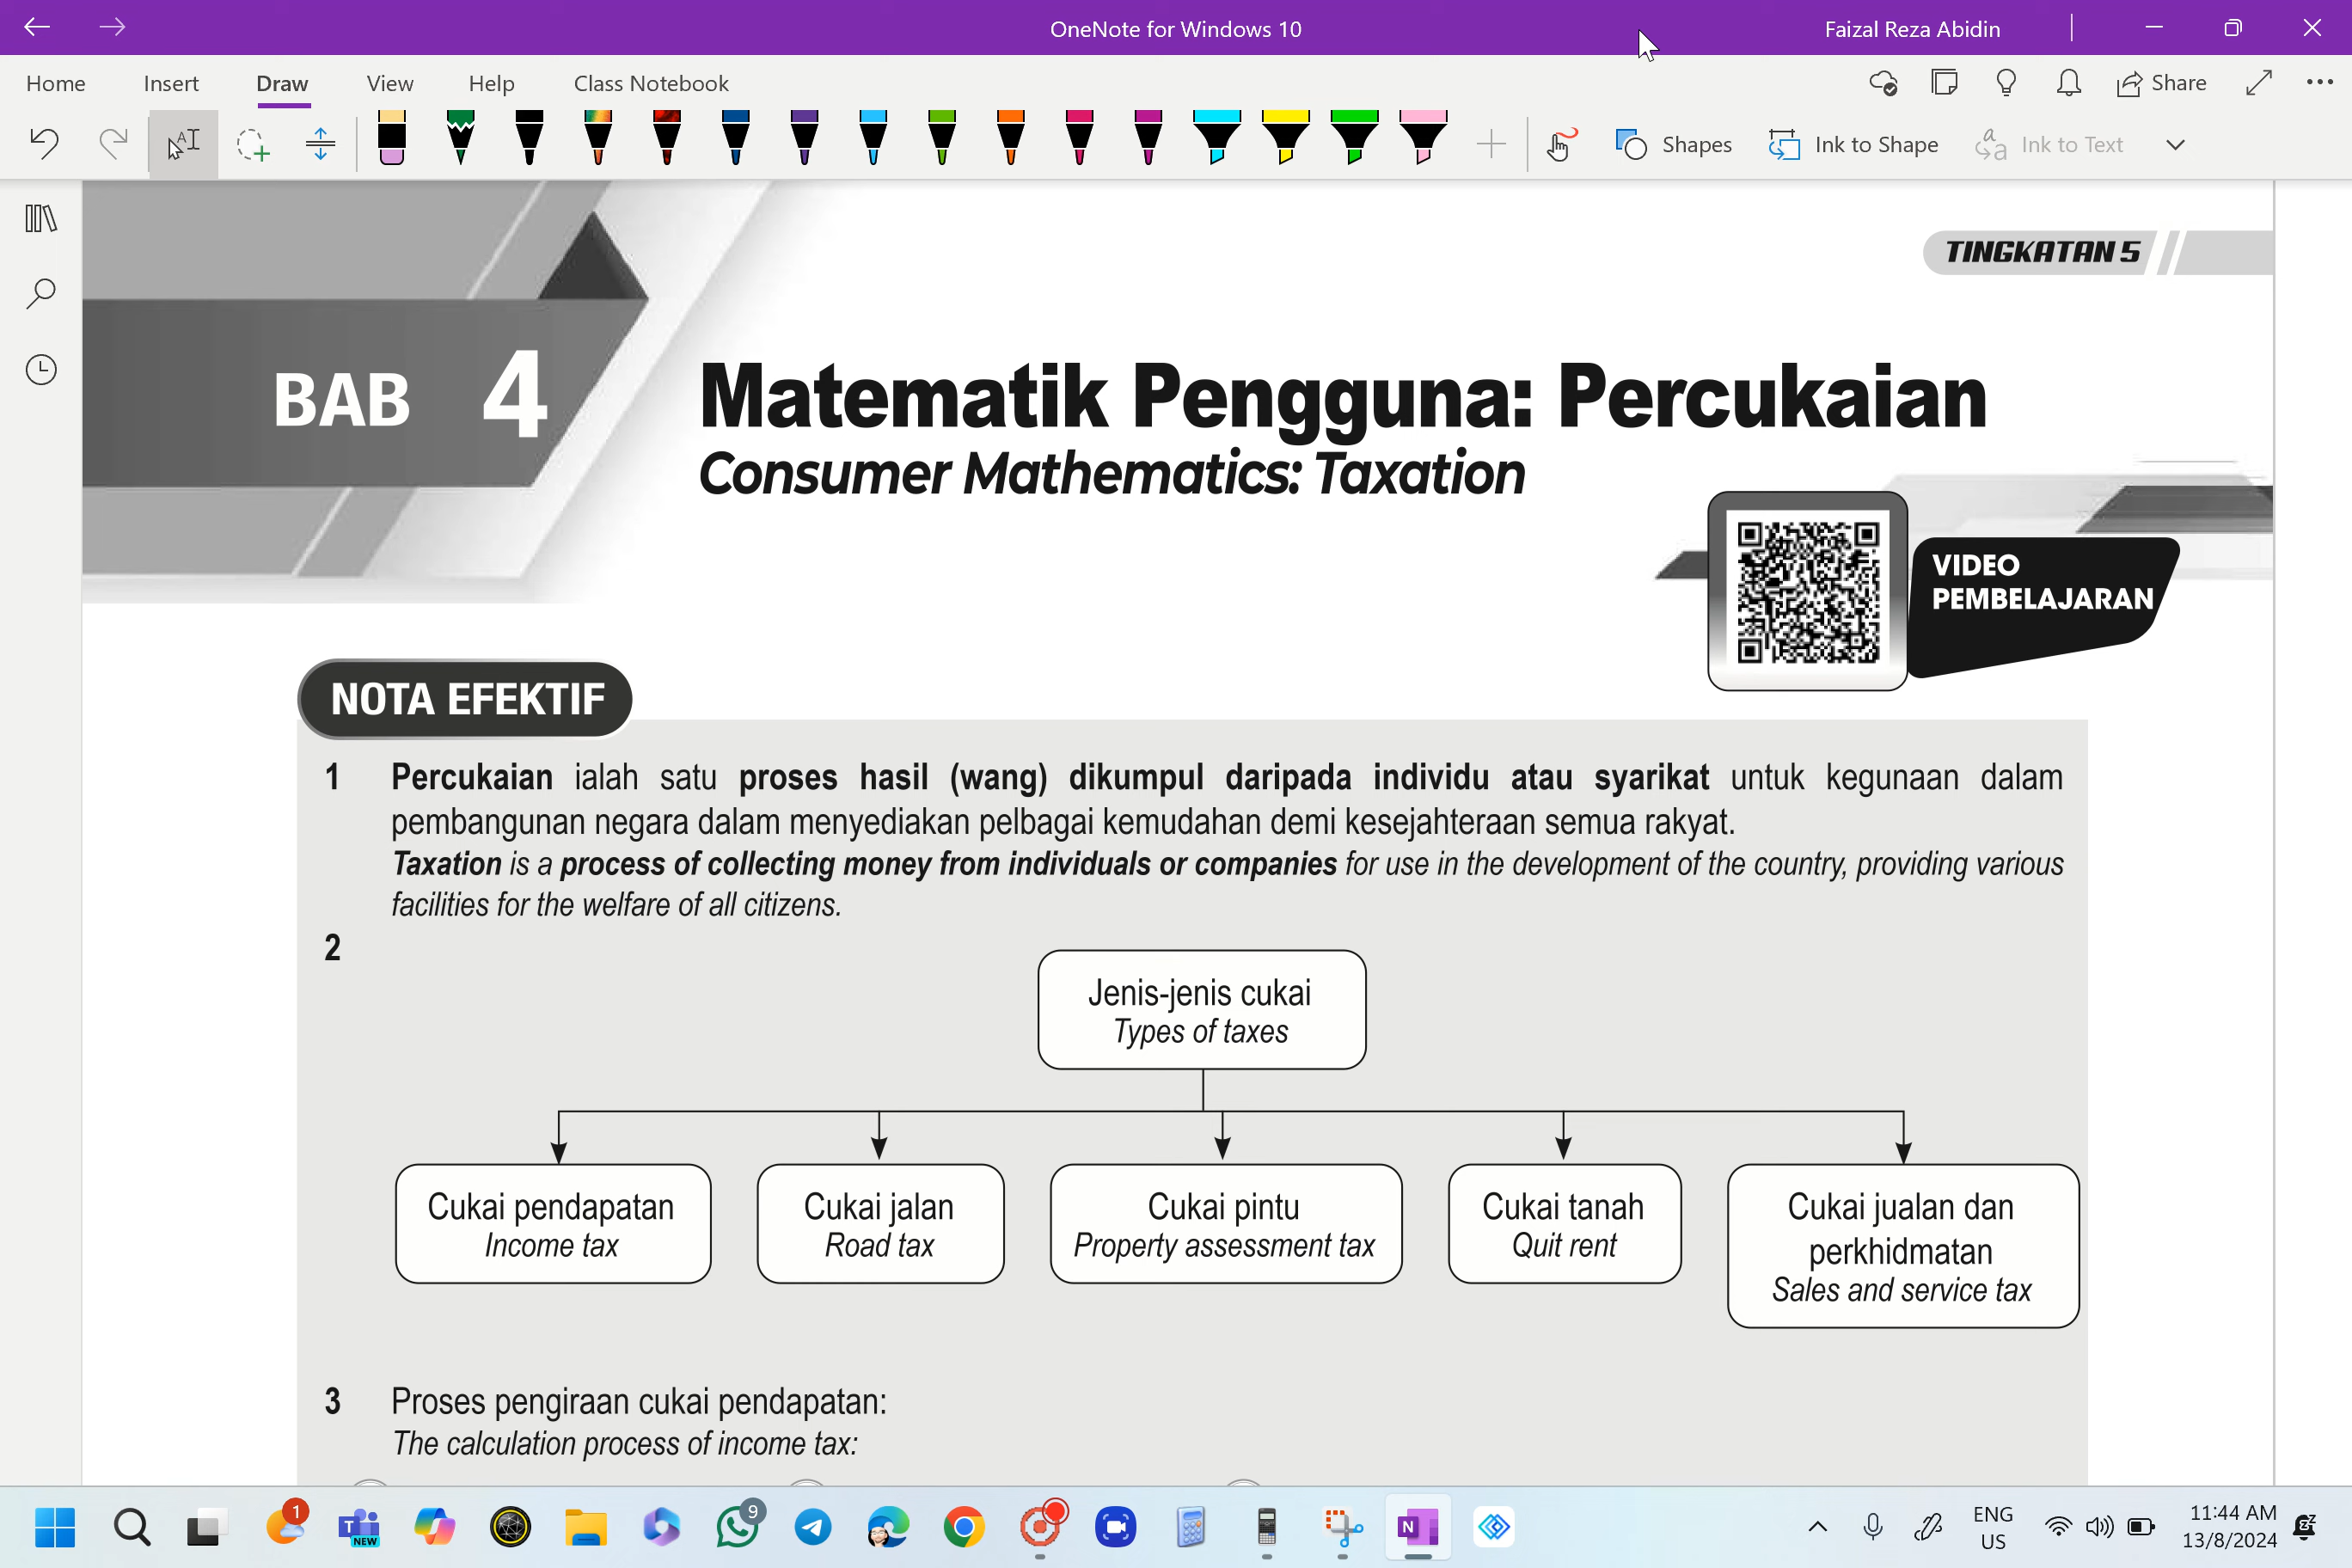 OneNote for Windows 10
Faizal Reza Abidin
Home
Insert
Draw
View
Help
Class Notebook
Share
Shapes
Ink to Shape
Ink to Text
TINGKATAN 5
BAB 4
Matematik Pengguna: Percukaian
Consumer Mathematics: Taxation
VIDEO
PEMBELAJARAN
NOTA EFEKTIF
1 Percukaian ialah satu proses hasil (wang) dikumpul daripada individu atau syarikat untuk kegunaan dalam
pembangunan negara dalam menyediakan pelbagai kemudahan demi kesejahteraan semua rakyat.
Taxation is a process of collecting money from individuals or companies for use in the development of the country, providing various
facilities for the welfare of all citizens.
2
Jenis-jenis cukai
Types of taxes
Cukai pendapatan
Income tax
Cukai jalan
Road tax
Cukai pintu
Property assessment tax
Cukai tanah
Quit rent
Cukai jualan dan
perkhidmatan
Sales and service tax
3 Proses pengiraan cukai pendapatan:
The calculation process of income tax:
1
NEW
9
ENG
US
11:44 AM
13/8/2024